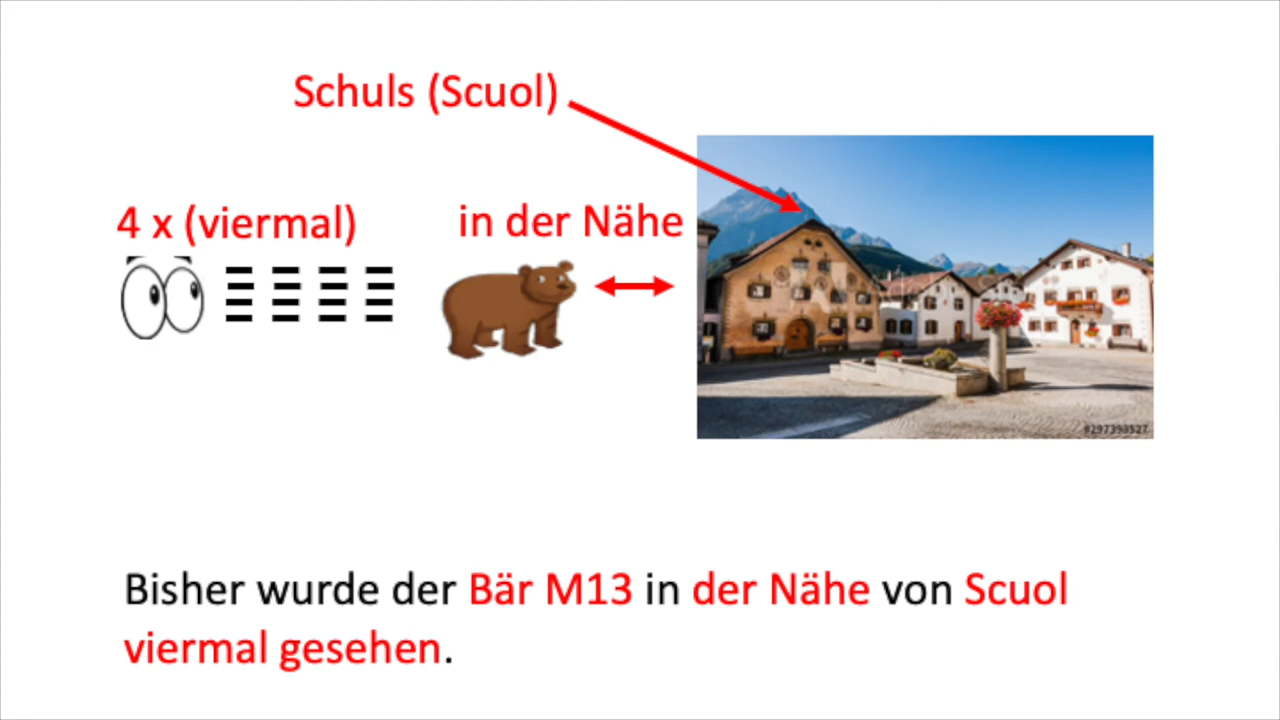 Schuls (Scuol)
4 x (viermal)
in der Nähe
#297393527
Bisher wurde der Bär M13 in der Nähe von Scuol
viermal gesehen.